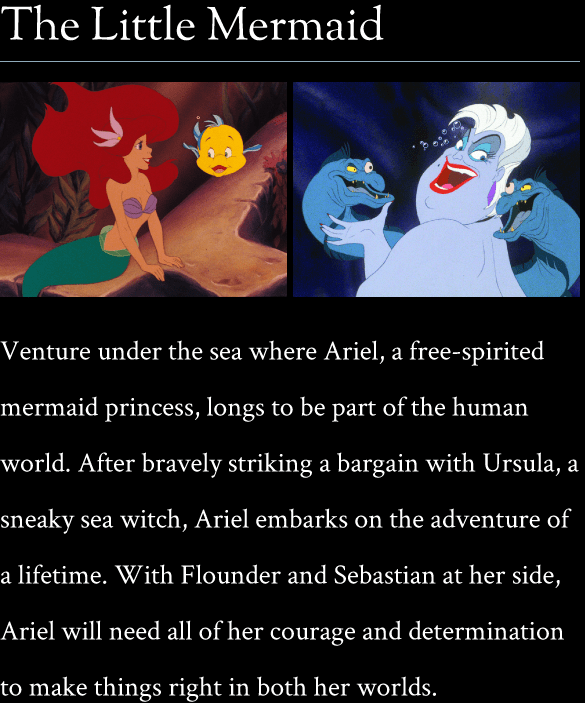 The Little Mermaid
Venture under the sea where Ariel, a free-spirited
mermaid princess, longs to be part of the human
world. After bravely striking a bargain with Ursula, a
sneaky sea witch, Ariel embarks on the adventure of
a lifetime. With Flounder and Sebastian at her side,
Ariel will need all of her courage and determination
to make things right in both her worlds.